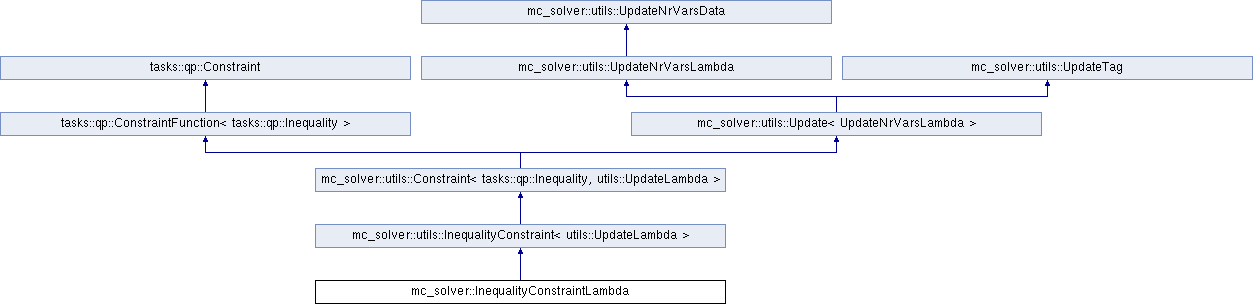 mc_solver::utils::UpdateNrVarsData
tasks::qp::Constraint
mc_solver::utils::UpdateNrVarsLambda
mc_solver::utils::UpdateTag
tasks::qp::ConstraintFunction< tasks::qp::Inequality >
mc_solver::utils::Update< UpdateNrVarsLambda >
mc_solver::utils::Constraint< tasks::qp::Inequality, utils::UpdateLambda >
mc_solver::utils::InequalityConstraint< utils::UpdateLambda >
mc_solver::InequalityConstraintLambda